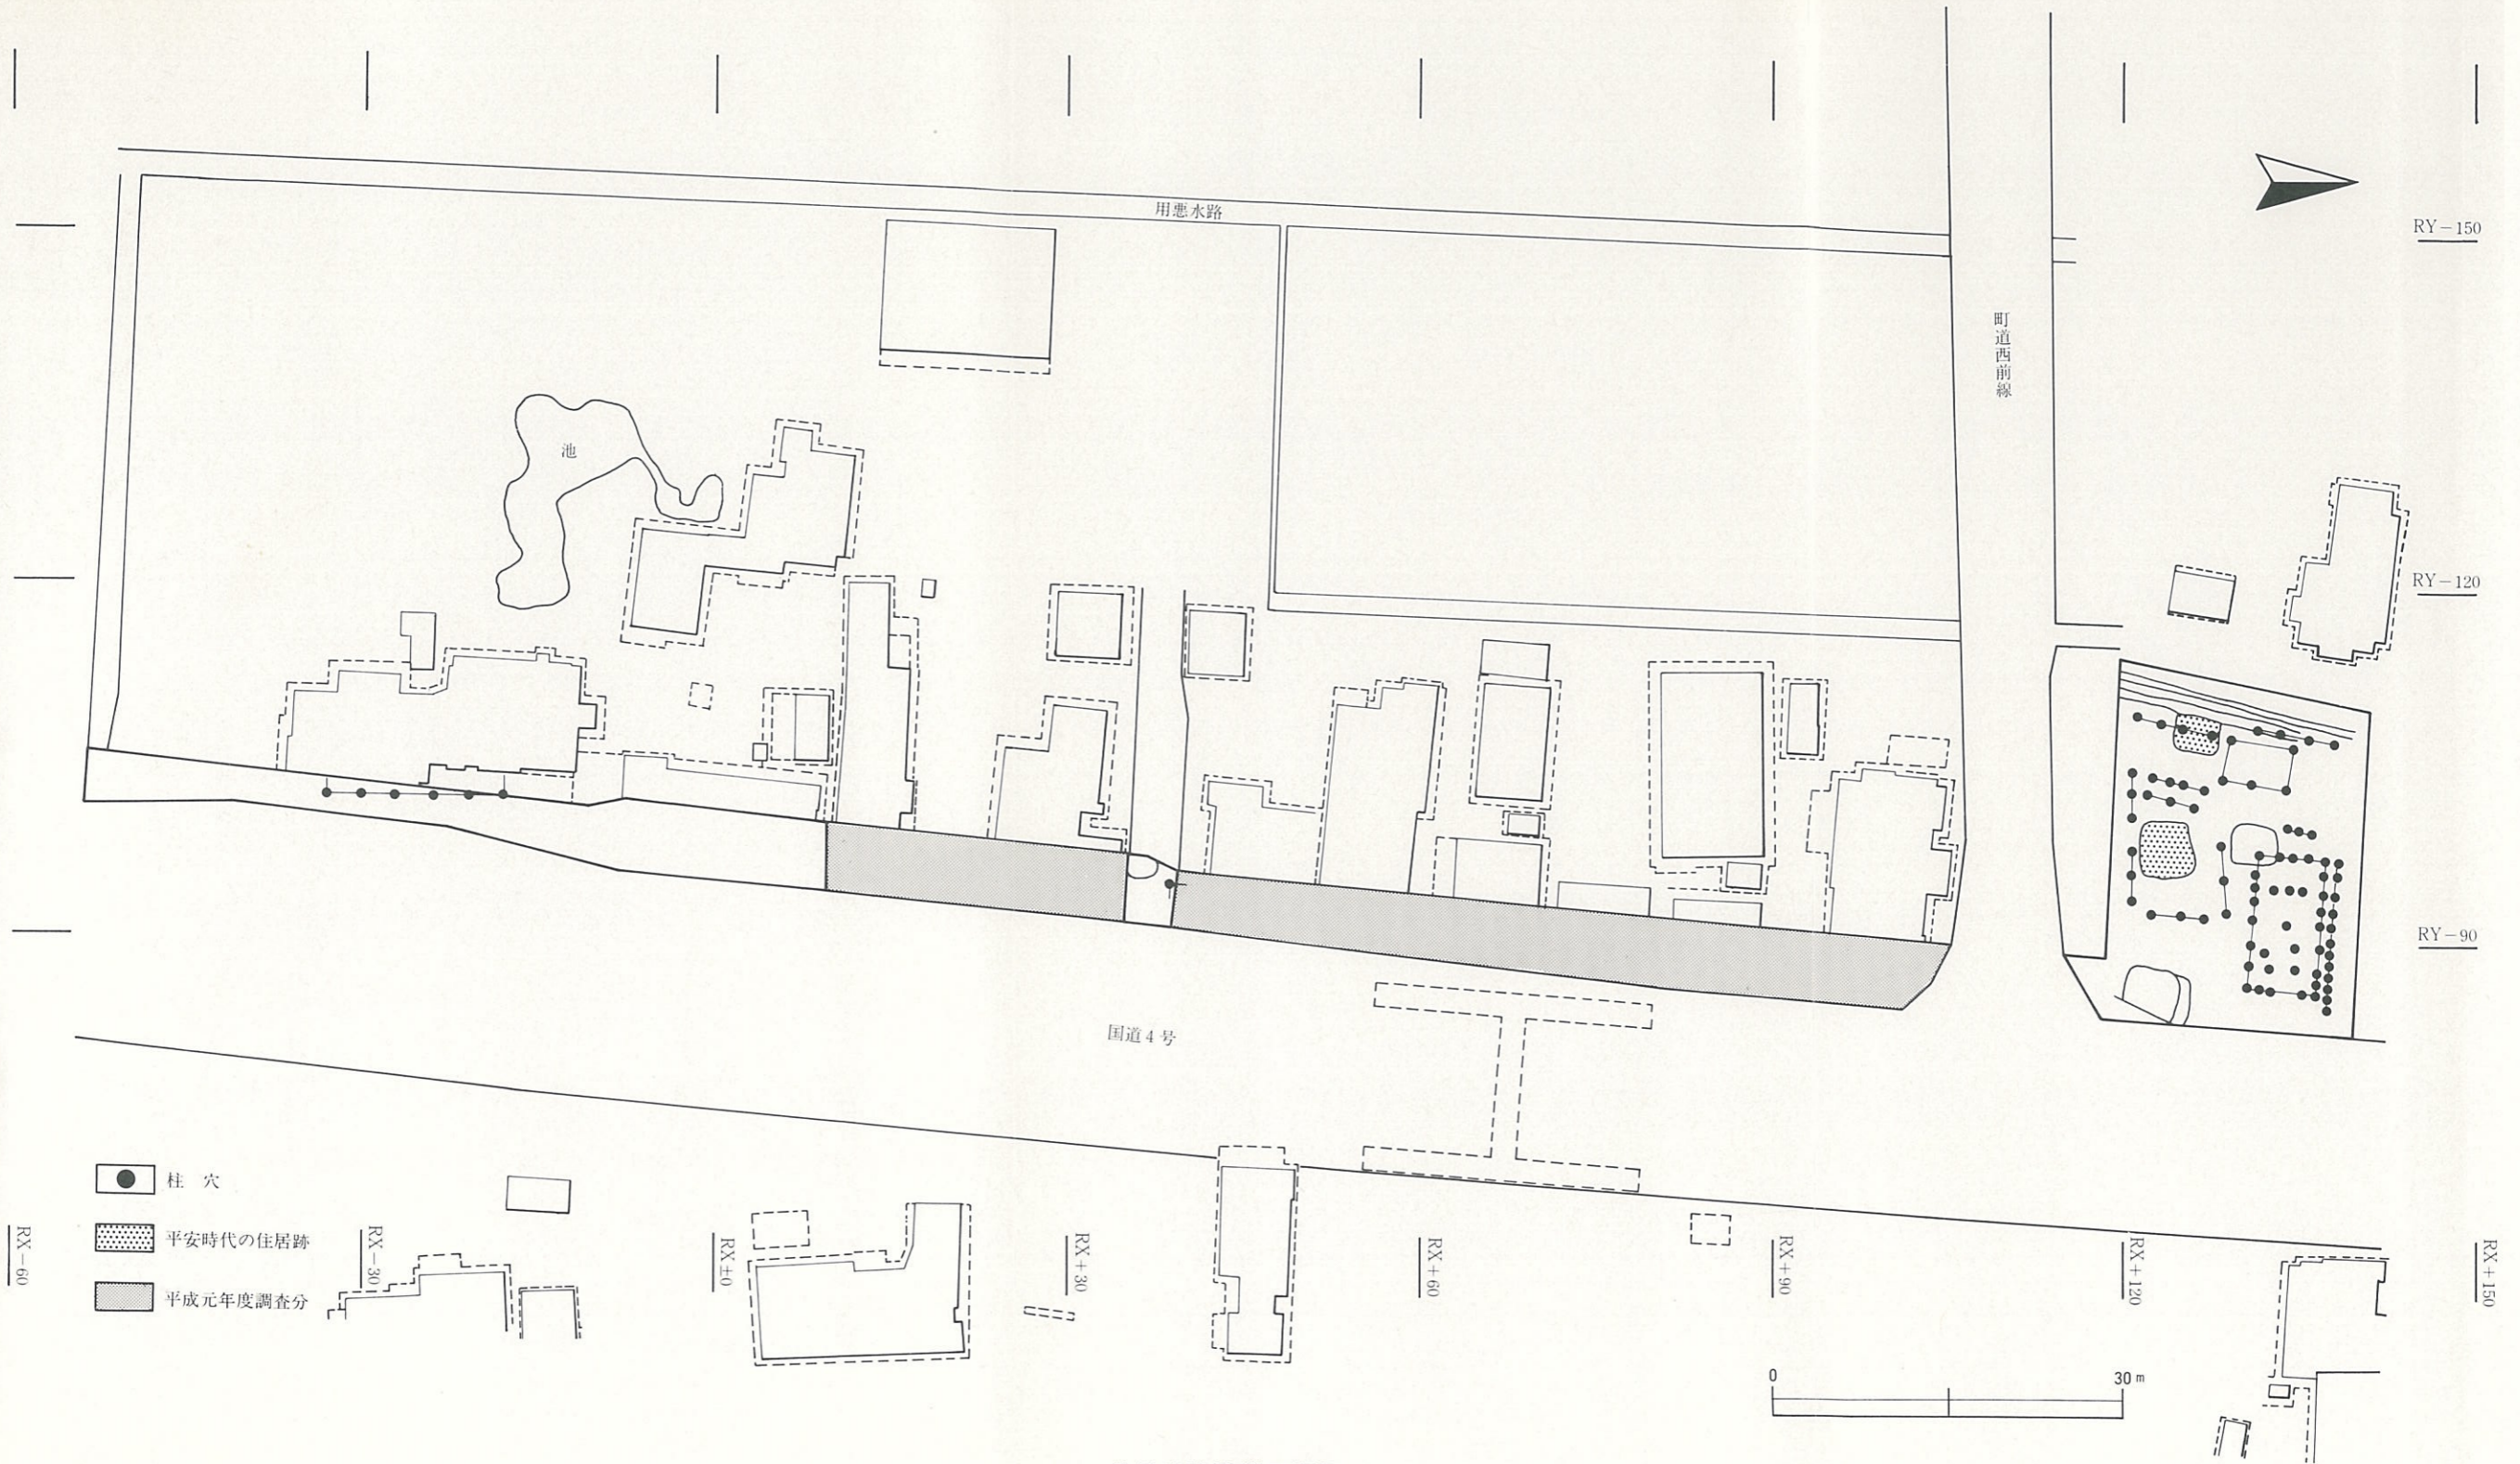 用悪水路
RY－150
町道西前線
池
RY－120
RY－90
国道4号
柱　穴
平安時代の住居跡
平成元年度調査分
RX－60
RX－30
RX±0
RX＋30
RX＋60
RX＋90
RX＋120
RX＋150
0
30 m